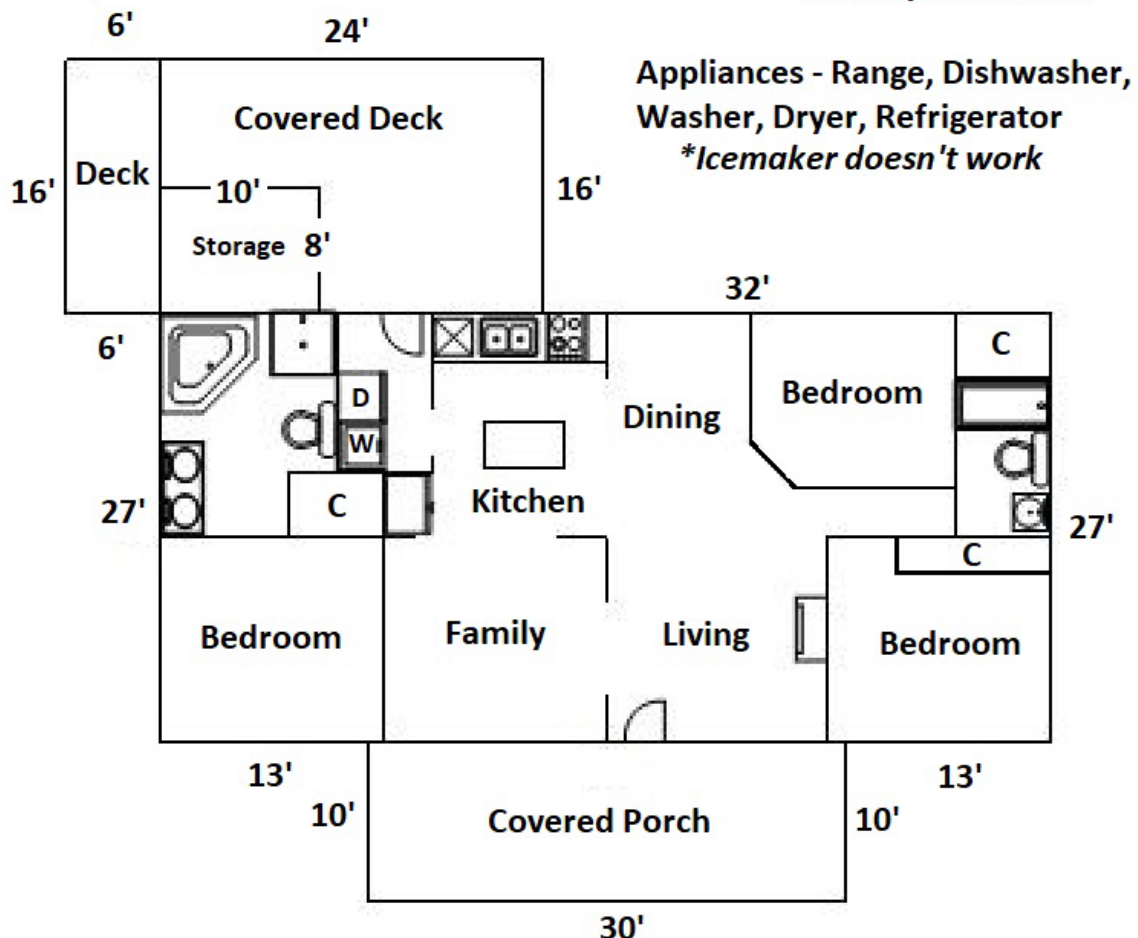 6'
24'
Appliances - Range, Dishwasher,
Washer, Dryer, Refrigerator
*Icemaker doesn't work
Covered Deck
Deck
16'
10'
16'
Storage 8'
32'
6'
C
D
Bedroom
Dining
W
C
Kitchen
27'
27'
C
Bedroom
Family
Living
Bedroom
13'
13'
10'
Covered Porch
10'
30'